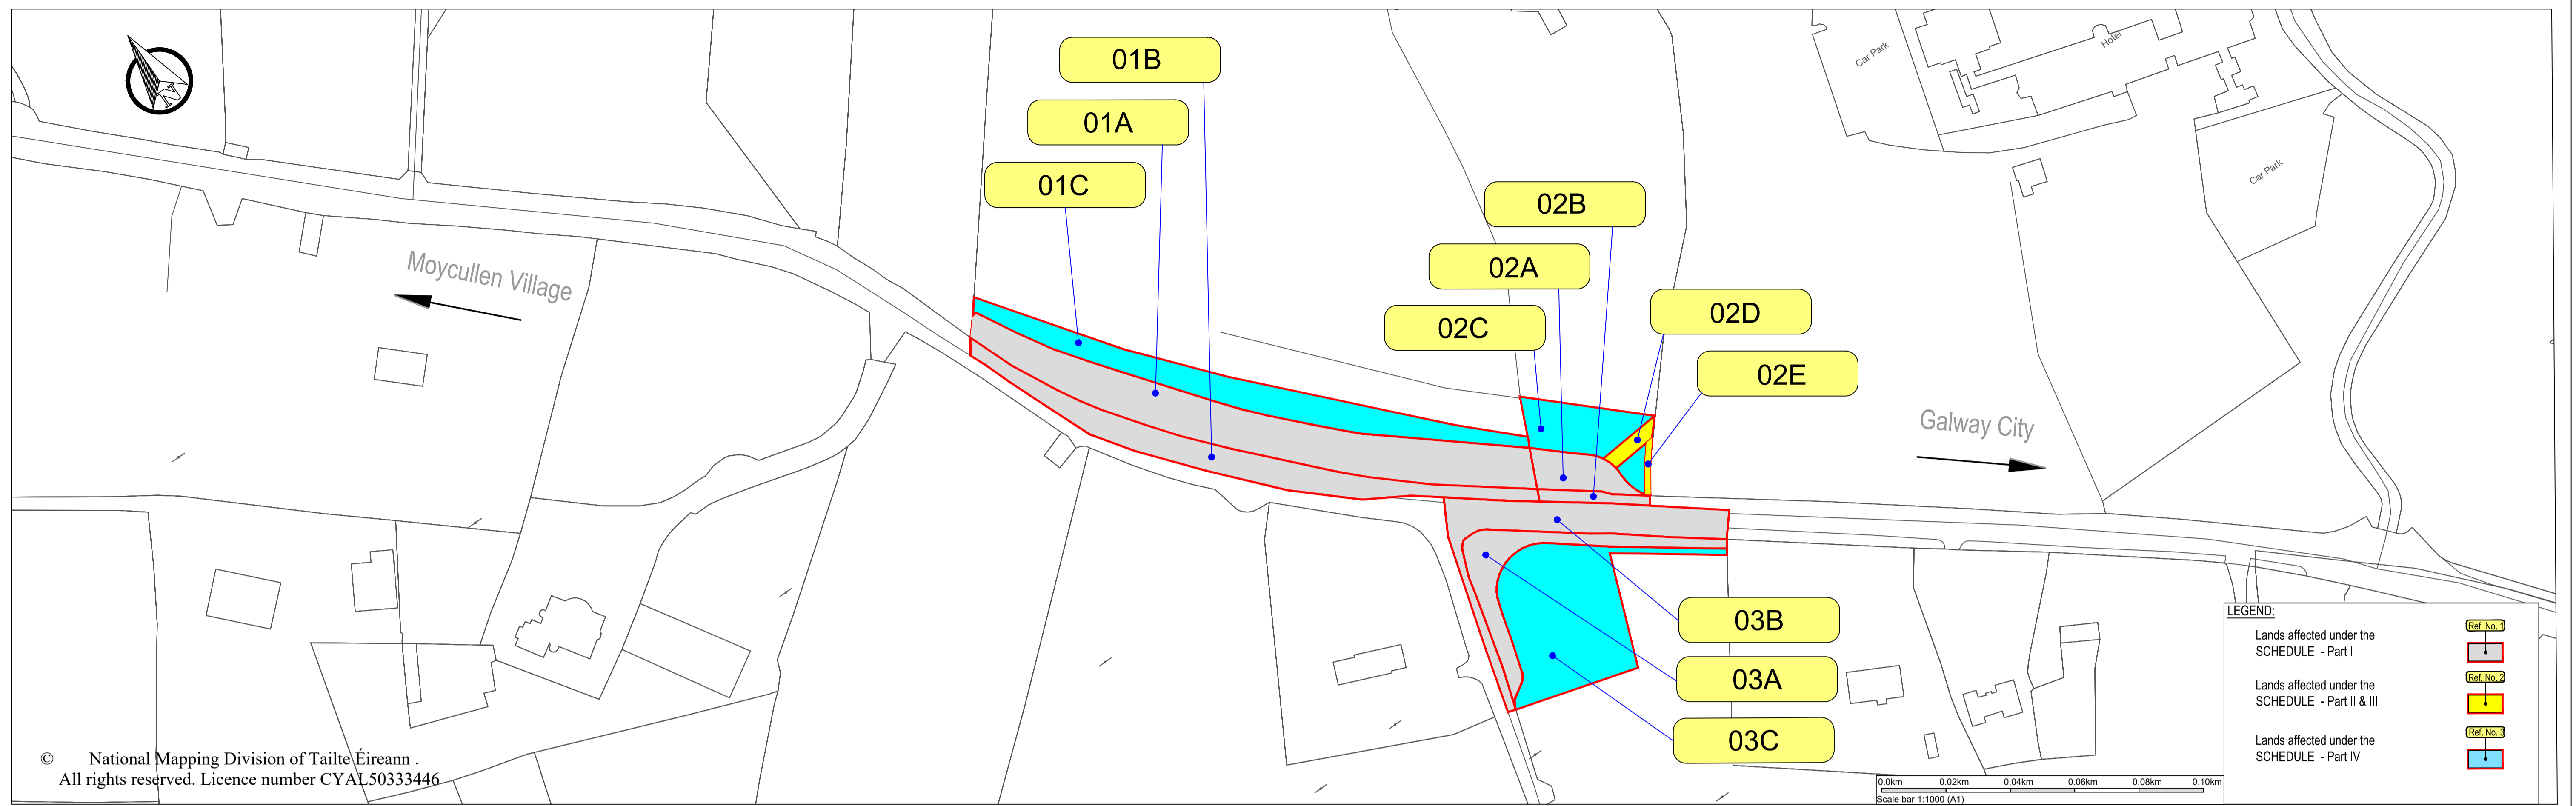 01B
01A
01C
02B
02A
02C
02D
02E
03B
03A
03C
Moycullen Village
Galway City
Car Park
Hotel
Car Park
N
© National Mapping Division of Tailte Éireann .
All rights reserved. Licence number CYAL50333446
LEGEND:
Lands affected under the
SCHEDULE - Part I
Ref. No. 1
Lands affected under the
SCHEDULE - Part II & III
Ref. No. 2
Lands affected under the
SCHEDULE - Part IV
Ref. No. 3
0.0km 0.02km 0.04km 0.06km 0.08km 0.10km
Scale bar 1:1000 (A1)